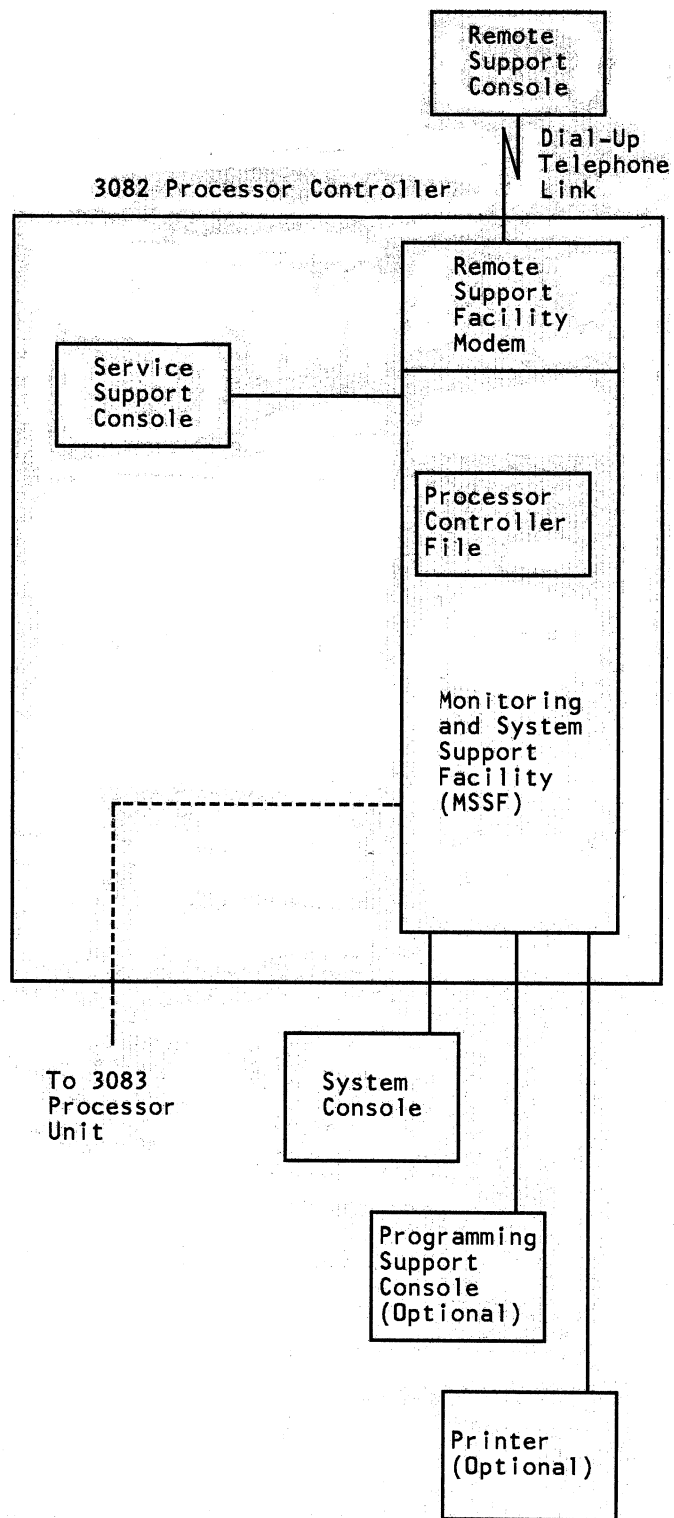 Remote
Support
Console
Dial-Up
Telephone
Link
3082 Processor Controller
Remote
Support
Facility
Modem
Service
Support
Console
Processor
Controller
File
Monitoring
and System
Support
Facility
(MSSF)
To 3083
Processor
Unit
System
Console
Programming
Support
Console
(Optional)
Printer
(Optional)